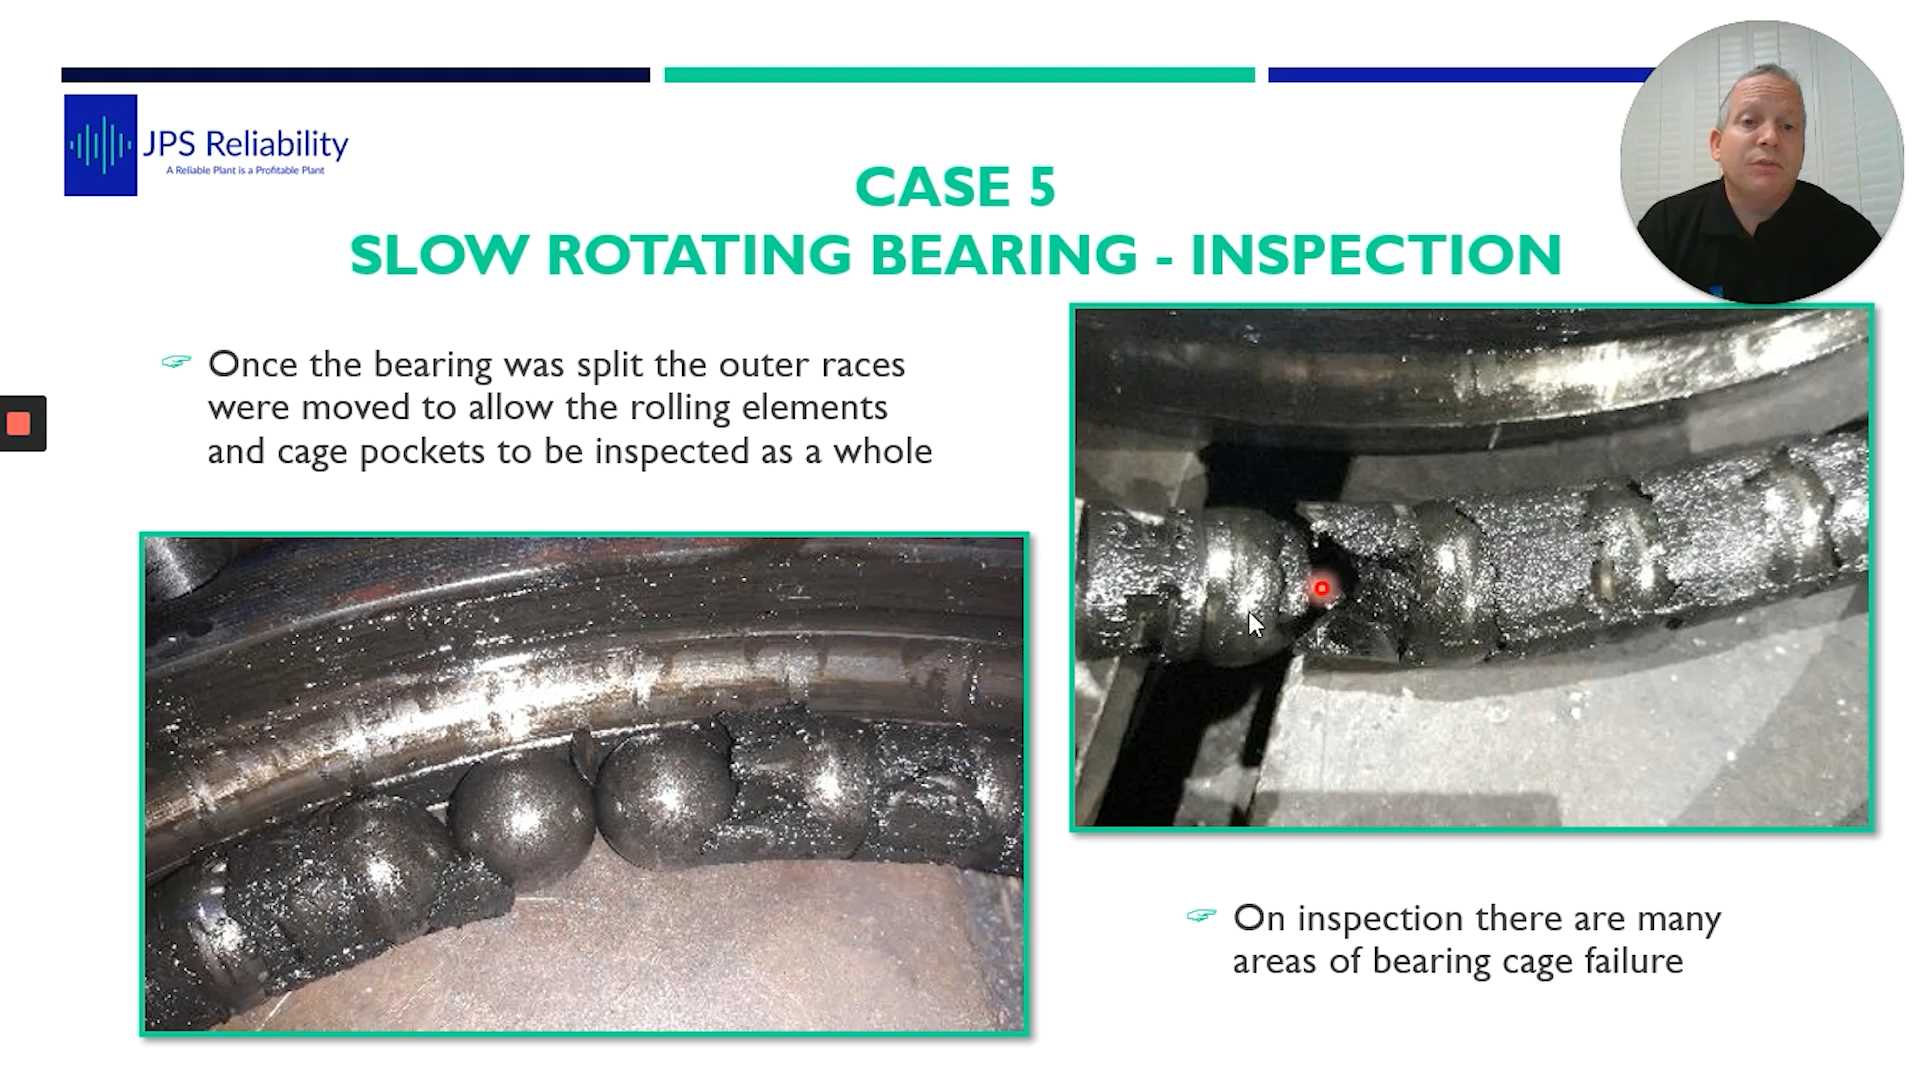 JPS Reliability
A Reliable Plant is a Profitable Plant
CASE 5
SLOW ROTATING BEARING - INSPECTION
Once the bearing was split the outer races
were moved to allow the rolling elements
and cage pockets to be inspected as a whole
On inspection there are many
areas of bearing cage failure